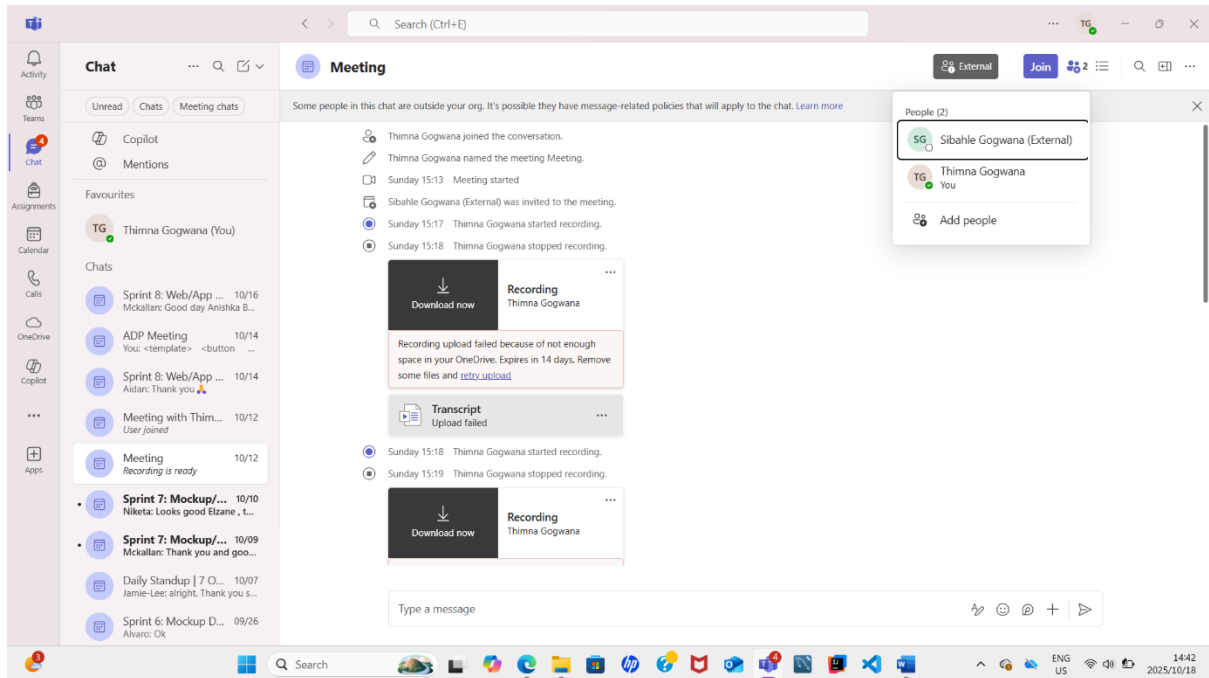 Search (Ctrl+E)
TG
Activity
Teams
4
Chat
Assignments
Calendar
Calls
OneDrive
Copilot
Apps
Chat
Unread
Chats
Meeting chats
Copilot
@ Mentions
Favourites
TG Thimna Gogwana (You)
Chats
Sprint 8: Web/App ... 10/16
Mckallan: Good day Anishka B...
ADP Meeting 10/14
You: <template> <button ...
Sprint 8: Web/App ... 10/14
Aidan: Thank you 🙏
Meeting with Thim... 10/12
User joined
Meeting 10/12
Recording is ready
Sprint 7: Mockup/... 10/10
Niketa: Looks good Elzane , t...
Sprint 7: Mockup/... 10/09
Mckallan: Thank you and goo...
Daily Standup | 7 O... 10/07
Jamie-Lee: alright. Thank you s...
Sprint 6: Mockup D... 09/26
Alvaro: Ok
Meeting
External
Join
2
Some people in this chat are outside your org. It's possible they have message-related policies that will apply to the chat. Learn more
People (2)
SG Sibahle Gogwana (External)
TG Thimna Gogwana
You
Add people
Thimna Gogwana joined the conversation.
Thimna Gogwana named the meeting Meeting.
Sunday 15:13 Meeting started
Sibahle Gogwana (External) was invited to the meeting.
Sunday 15:17 Thimna Gogwana started recording.
Sunday 15:18 Thimna Gogwana stopped recording.
Download now
Recording
Thimna Gogwana
Recording upload failed because of not enough
space in your OneDrive. Expires in 14 days. Remove
some files and retry upload
Transcript
Upload failed
Sunday 15:18 Thimna Gogwana started recording.
Sunday 15:19 Thimna Gogwana stopped recording.
Download now
Recording
Thimna Gogwana
Type a message
3
Search
4
ENG
US
14:42
2025/10/18